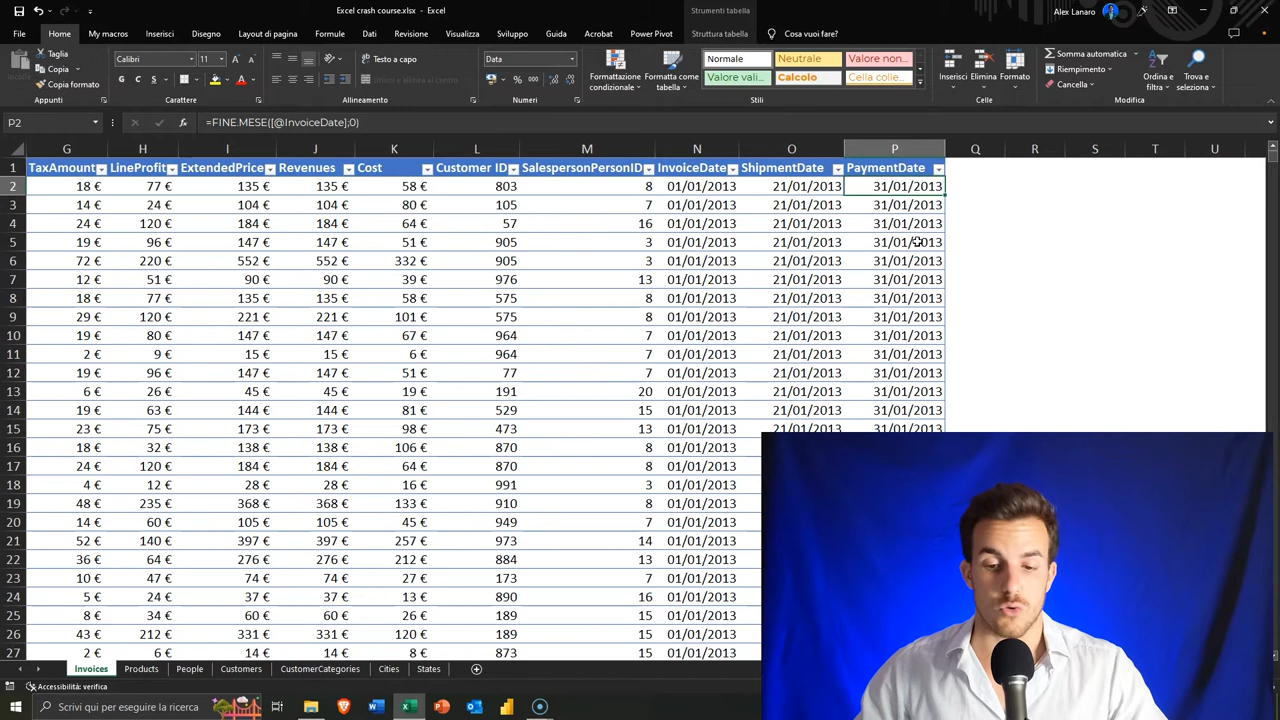 Excel crash course.xlsx - Excel
Strumenti tabella
Alex Lanaro
File Home My macros Inserisci Disegno Layout di pagina Formule Dati Revisione Visualizza Sviluppo Guida Acrobat Power Pivot Struttura tabella Cosa vuoi fare?
Taglia
Copia
Copia formato
Appunti
Calibri 11
Carattere
Testo a capo
Allineamento
Data
% 000
Numeri
Formattazione condizionale
Formatta come tabella
Normale Neutrale Valore non...
Valore vali... Calcolo Cella colle...
Stili
Inserisci Elimina Formato
Celle
Somma automatica
Riempimento
Cancella
Ordina e filtra
Trova e seleziona
Modifica
P2 =FINE.MESE([@InvoiceDate];0)
G H I J K L M N O P Q R S T U
1 TaxAmount LineProfit ExtendedPrice Revenues Cost Customer ID SalespersonPersonID InvoiceDate ShipmentDate PaymentDate
2 18 € 77 € 135 € 135 € 58 € 803 8 01/01/2013 21/01/2013 31/01/2013
3 14 € 24 € 104 € 104 € 80 € 105 7 01/01/2013 21/01/2013 31/01/2013
4 24 € 120 € 184 € 184 € 64 € 57 16 01/01/2013 21/01/2013 31/01/2013
5 19 € 96 € 147 € 147 € 51 € 905 3 01/01/2013 21/01/2013 31/01/2013
6 72 € 220 € 552 € 552 € 332 € 905 3 01/01/2013 21/01/2013 31/01/2013
7 12 € 51 € 90 € 90 € 39 € 976 13 01/01/2013 21/01/2013 31/01/2013
8 18 € 77 € 135 € 135 € 58 € 575 8 01/01/2013 21/01/2013 31/01/2013
9 29 € 120 € 221 € 221 € 101 € 575 8 01/01/2013 21/01/2013 31/01/2013
10 19 € 80 € 147 € 147 € 67 € 964 7 01/01/2013 21/01/2013 31/01/2013
11 2 € 9 € 15 € 15 € 6 € 964 7 01/01/2013 21/01/2013 31/01/2013
12 19 € 96 € 147 € 147 € 51 € 77 7 01/01/2013 21/01/2013 31/01/2013
13 6 € 26 € 45 € 45 € 19 € 191 20 01/01/2013 21/01/2013 31/01/2013
14 19 € 63 € 144 € 144 € 81 € 529 15 01/01/2013 21/01/2013 31/01/2013
15 23 € 75 € 173 € 173 € 98 € 473 13 01/01/2013 21/01/2013 31/01/2013
16 18 € 32 € 138 € 138 € 106 € 870 8 01/01/2013
17 24 € 120 € 184 € 184 € 64 € 870 8 01/01/2013
18 4 € 12 € 28 € 28 € 16 € 991 3 01/01/2013
19 48 € 235 € 368 € 368 € 133 € 910 8 01/01/2013
20 14 € 60 € 105 € 105 € 45 € 949 7 01/01/2013
21 52 € 140 € 397 € 397 € 257 € 973 14 01/01/2013
22 36 € 64 € 276 € 276 € 212 € 884 13 01/01/2013
23 10 € 47 € 74 € 74 € 27 € 173 7 01/01/2013
24 5 € 24 € 37 € 37 € 13 € 890 16 01/01/2013
25 8 € 34 € 60 € 60 € 26 € 189 15 01/01/2013
26 43 € 212 € 331 € 331 € 120 € 189 15 01/01/2013
27 2 € 6 € 14 € 14 € 8 € 873 15 01/01/2013
Invoices Products People Customers CustomerCategories Cities States
Accessibilità: verifica
Scrivi qui per eseguire la ricerca